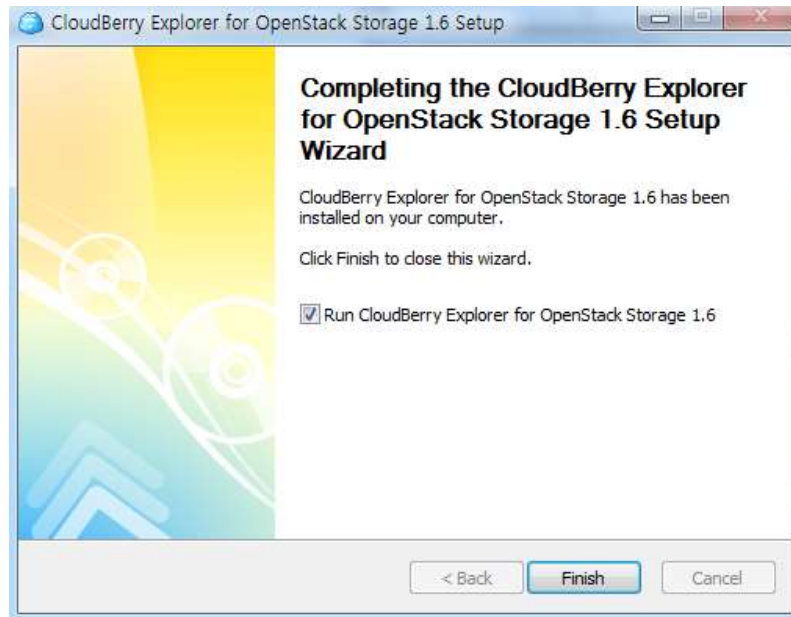 CloudBerry Explorer for OpenStack Storage 1.6 Setup
Completing the CloudBerry Explorer
for OpenStack Storage 1.6 Setup
Wizard
CloudBerry Explorer for OpenStack Storage 1.6 has been
installed on your computer.
Click Finish to close this wizard.
Run CloudBerry Explorer for OpenStack Storage 1.6
< Back Finish Cancel